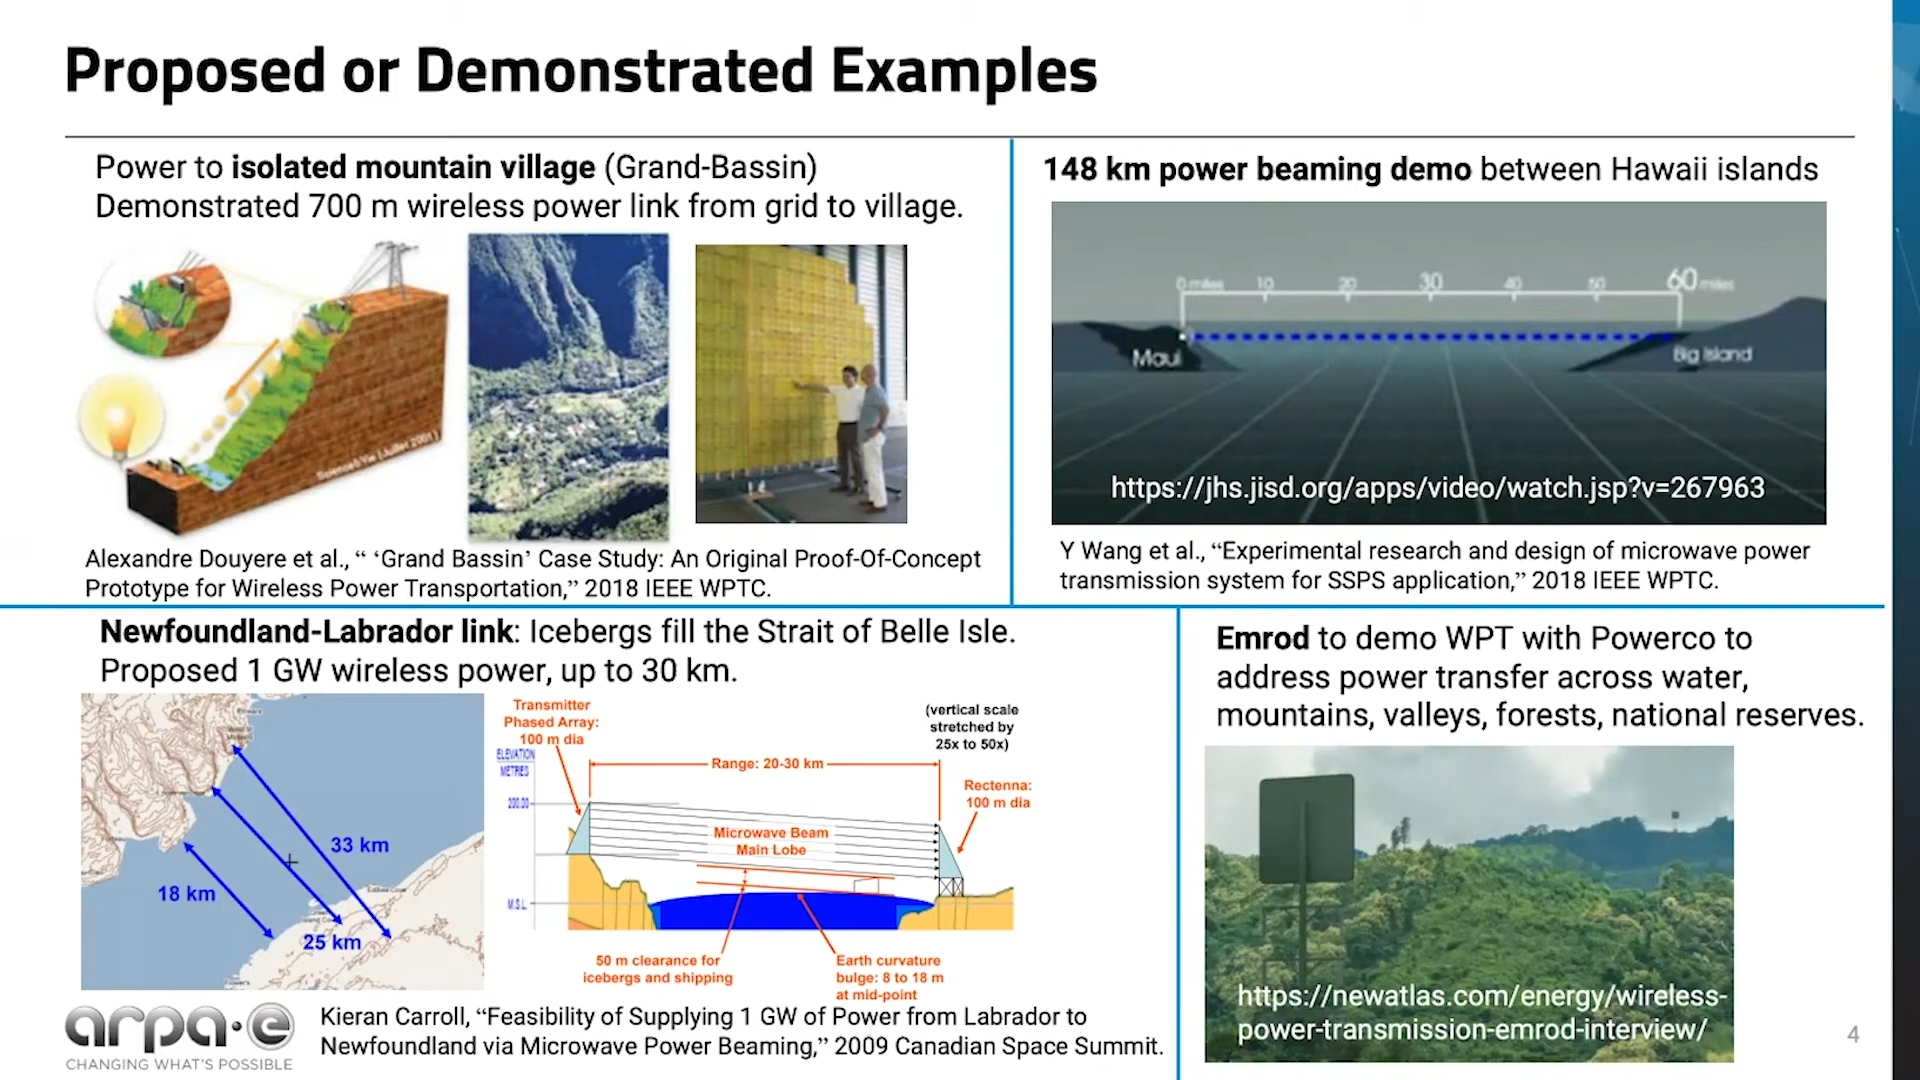 Proposed or Demonstrated Examples
Power to isolated mountain village (Grand-Bassin)
Demonstrated 700 m wireless power link from grid to village.
Science&Vie (Juillet 2001)
Alexandre Douyere et al., “ ‘Grand Bassin’ Case Study: An Original Proof-Of-Concept
Prototype for Wireless Power Transportation,” 2018 IEEE WPTC.
148 km power beaming demo between Hawaii islands
0 miles 10 20 30 40 50 60 miles
Maui
Big Island
https://jhs.jisd.org/apps/video/watch.jsp?v=267963
Y Wang et al., “Experimental research and design of microwave power
transmission system for SSPS application,” 2018 IEEE WPTC.
Newfoundland-Labrador link: Icebergs fill the Strait of Belle Isle.
Proposed 1 GW wireless power, up to 30 km.
33 km
18 km
25 km
Transmitter
Phased Array:
100 m dia
ELEVATION
METRES
200.00
M.S.L.
(vertical scale
stretched by
25x to 50x)
Range: 20-30 km
Rectenna:
100 m dia
Microwave Beam
Main Lobe
50 m clearance for
icebergs and shipping
Earth curvature
bulge: 8 to 18 m
at mid-point
arpa·e
CHANGING WHAT'S POSSIBLE
Kieran Carroll, “Feasibility of Supplying 1 GW of Power from Labrador to
Newfoundland via Microwave Power Beaming,” 2009 Canadian Space Summit.
Emrod to demo WPT with Powerco to
address power transfer across water,
mountains, valleys, forests, national reserves.
https://newatlas.com/energy/wireless-
power-transmission-emrod-interview/
4